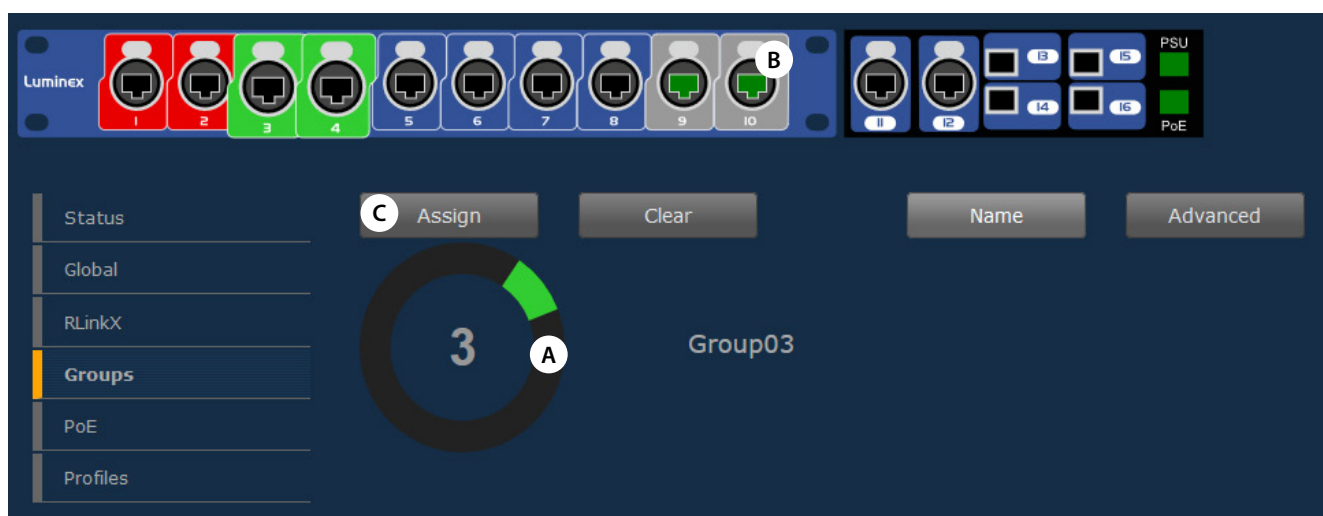 Luminex
1 2 3 4 5 6 7 8 9 10
B
11 12 13 14 15 16
PSU
PoE
Status
Global
RLinkX
Groups
PoE
Profiles
C Assign Clear Name Advanced
3 A Group03